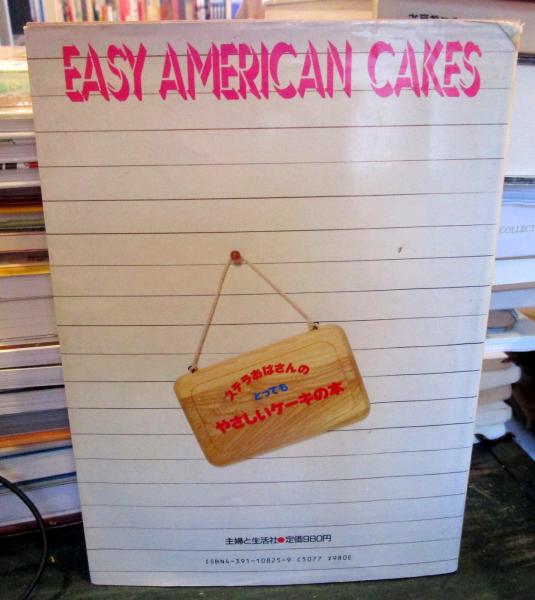 EASY AMERICAN CAKES
ステラおばさんの
とっても
やさしいケーキの本
主婦と生活社●定価980円
ISBN4-391-10825-9 C5077 ¥980E
COLLECT